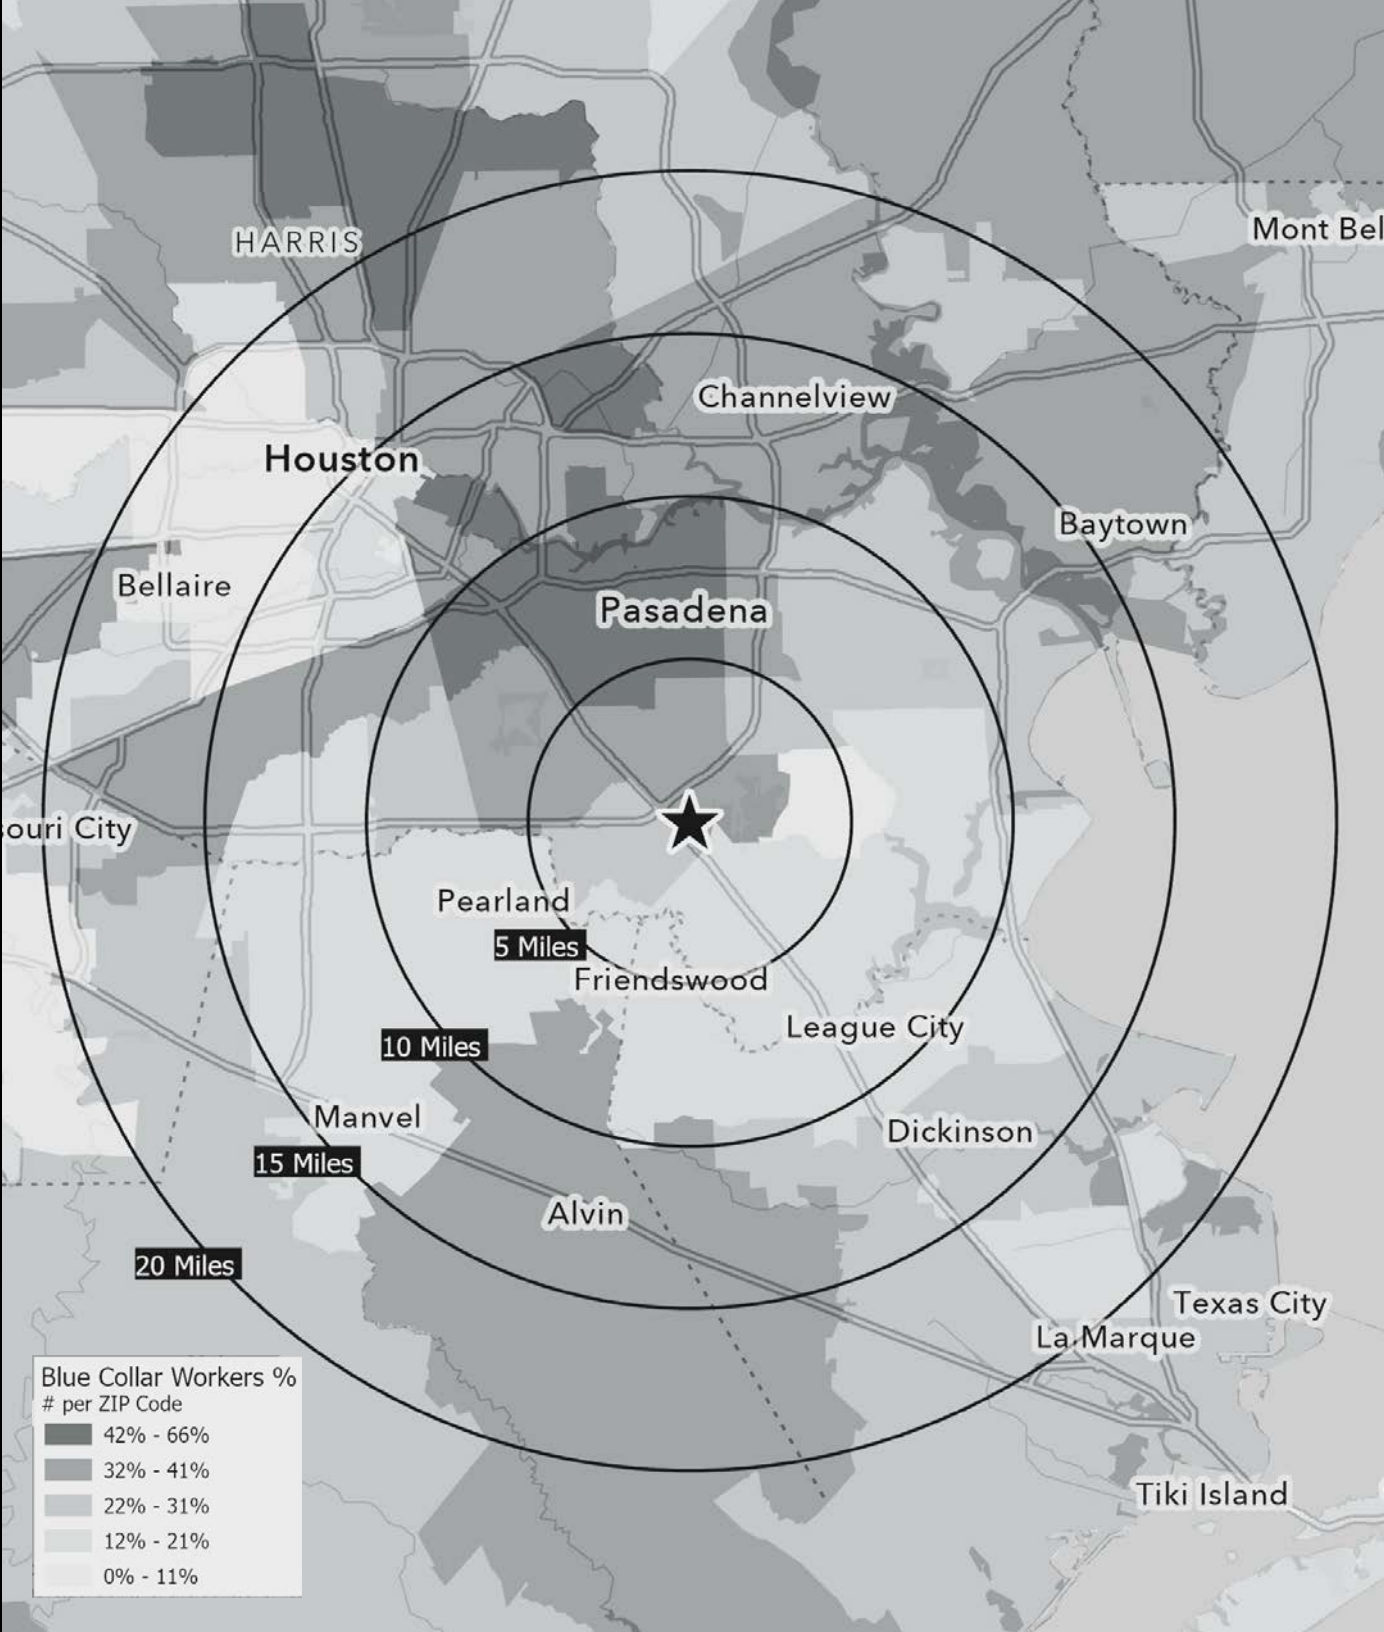 HARRIS
Mont Bel
Channelview
Houston
Baytown
Bellaire
Pasadena
souri City
Pearland
5 Miles
Friendswood
League City
10 Miles
Manvel
Dickinson
15 Miles
Alvin
20 Miles
Texas City
La Marque
Tiki Island
Blue Collar Workers %
# per ZIP Code
42% - 66%
32% - 41%
22% - 31%
12% - 21%
0% - 11%